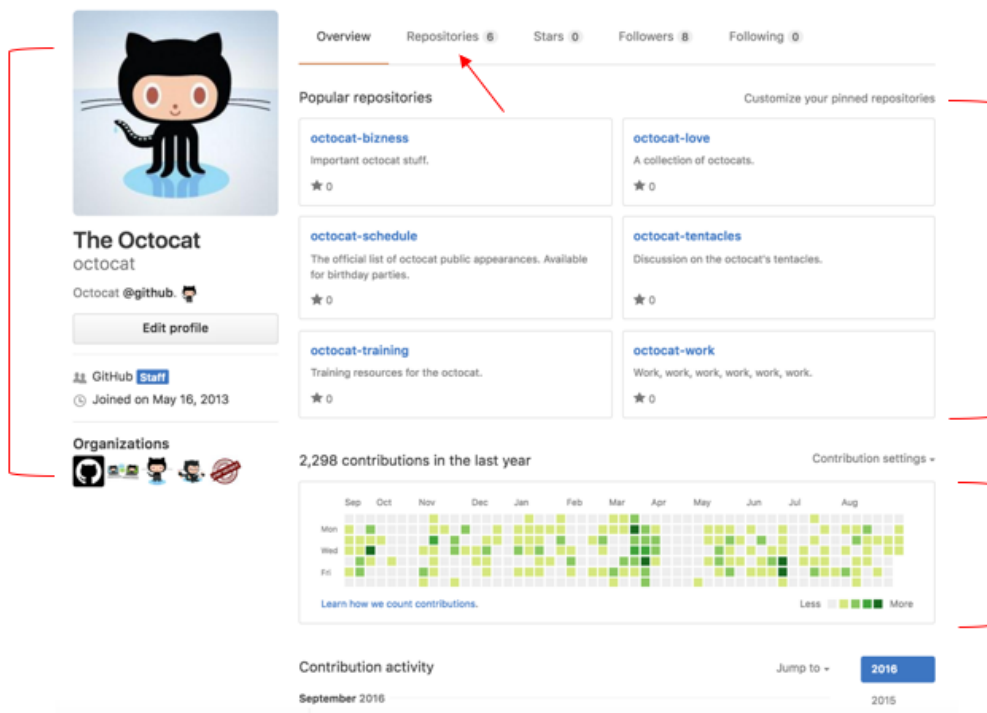 Overview Repositories 6 Stars 0 Followers 8 Following 0
The Octocat
octocat
Octocat @github.
Edit profile
GitHub Staff
Joined on May 16, 2013
Organizations
Popular repositories Customize your pinned repositories
octocat-bizness
Important octocat stuff.
0
octocat-love
A collection of octocats.
0
octocat-schedule
The official list of octocat public appearances. Available
for birthday parties.
0
octocat-tentacles
Discussion on the octocat's tentacles.
0
octocat-training
Training resources for the octocat.
0
octocat-work
Work, work, work, work, work, work.
0
2,298 contributions in the last year Contribution settings
Sep Oct Nov Dec Jan Feb Mar Apr May Jun Jul Aug
Mon
Wed
Fri
Learn how we count contributions. Less More
Contribution activity Jump to 2016
September 2016 2015